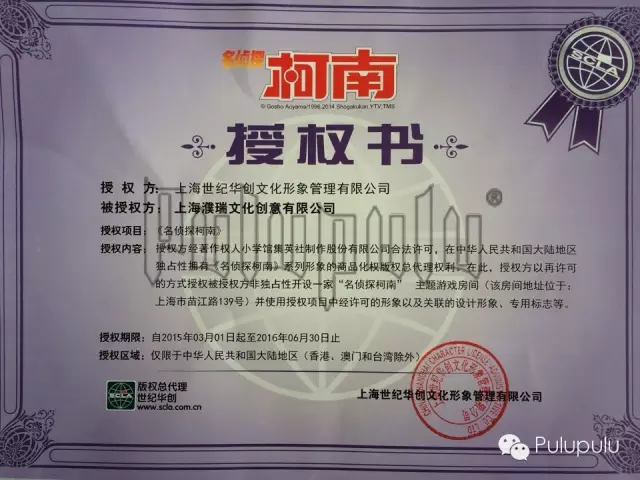 名侦探
柯南
© Gosho Aoyama/1996,2014 Shogakukan,YTV,TMS
SCLA
授权书
授 权 方：上海世纪华创文化形象管理有限公司
被授权方：上海濮瑞文化创意有限公司
授权项目：《名侦探柯南》
授权内容：授权方经著作权人小学馆集英社制作股份有限公司合法许可，在中华人民共和国大陆地区
独占性拥有《名侦探柯南》系列形象的商品化权版权总代理权利。在此，授权方以再许可
的方式授权被授权方非独占性开设一家“名侦探柯南” 主题游戏房间（该房间地址位于：
上海市苗江路139号）并使用授权项目中经许可的形象以及关联的设计形象、专用标志等。
授权期限：自2015年03月01日起至2016年06月30日止
授权区域：仅限于中华人民共和国大陆地区（香港、澳门和台湾除外）
Pulupulu
®
SCLA
版权总代理
世纪华创
www.scla.com.cn
上海世纪华创文化形象管理有限公司
Pulupulu